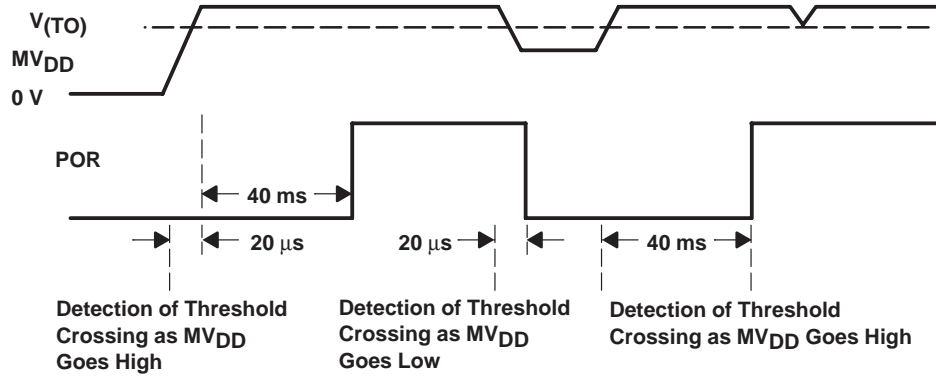 V(TO)
MVDD
0 V
POR
40 ms
20 μs
20 μs
40 ms
Detection of Threshold
Crossing as MVDD
Goes High
Detection of Threshold
Crossing as MVDD
Goes Low
Detection of Threshold
Crossing as MVDD Goes High